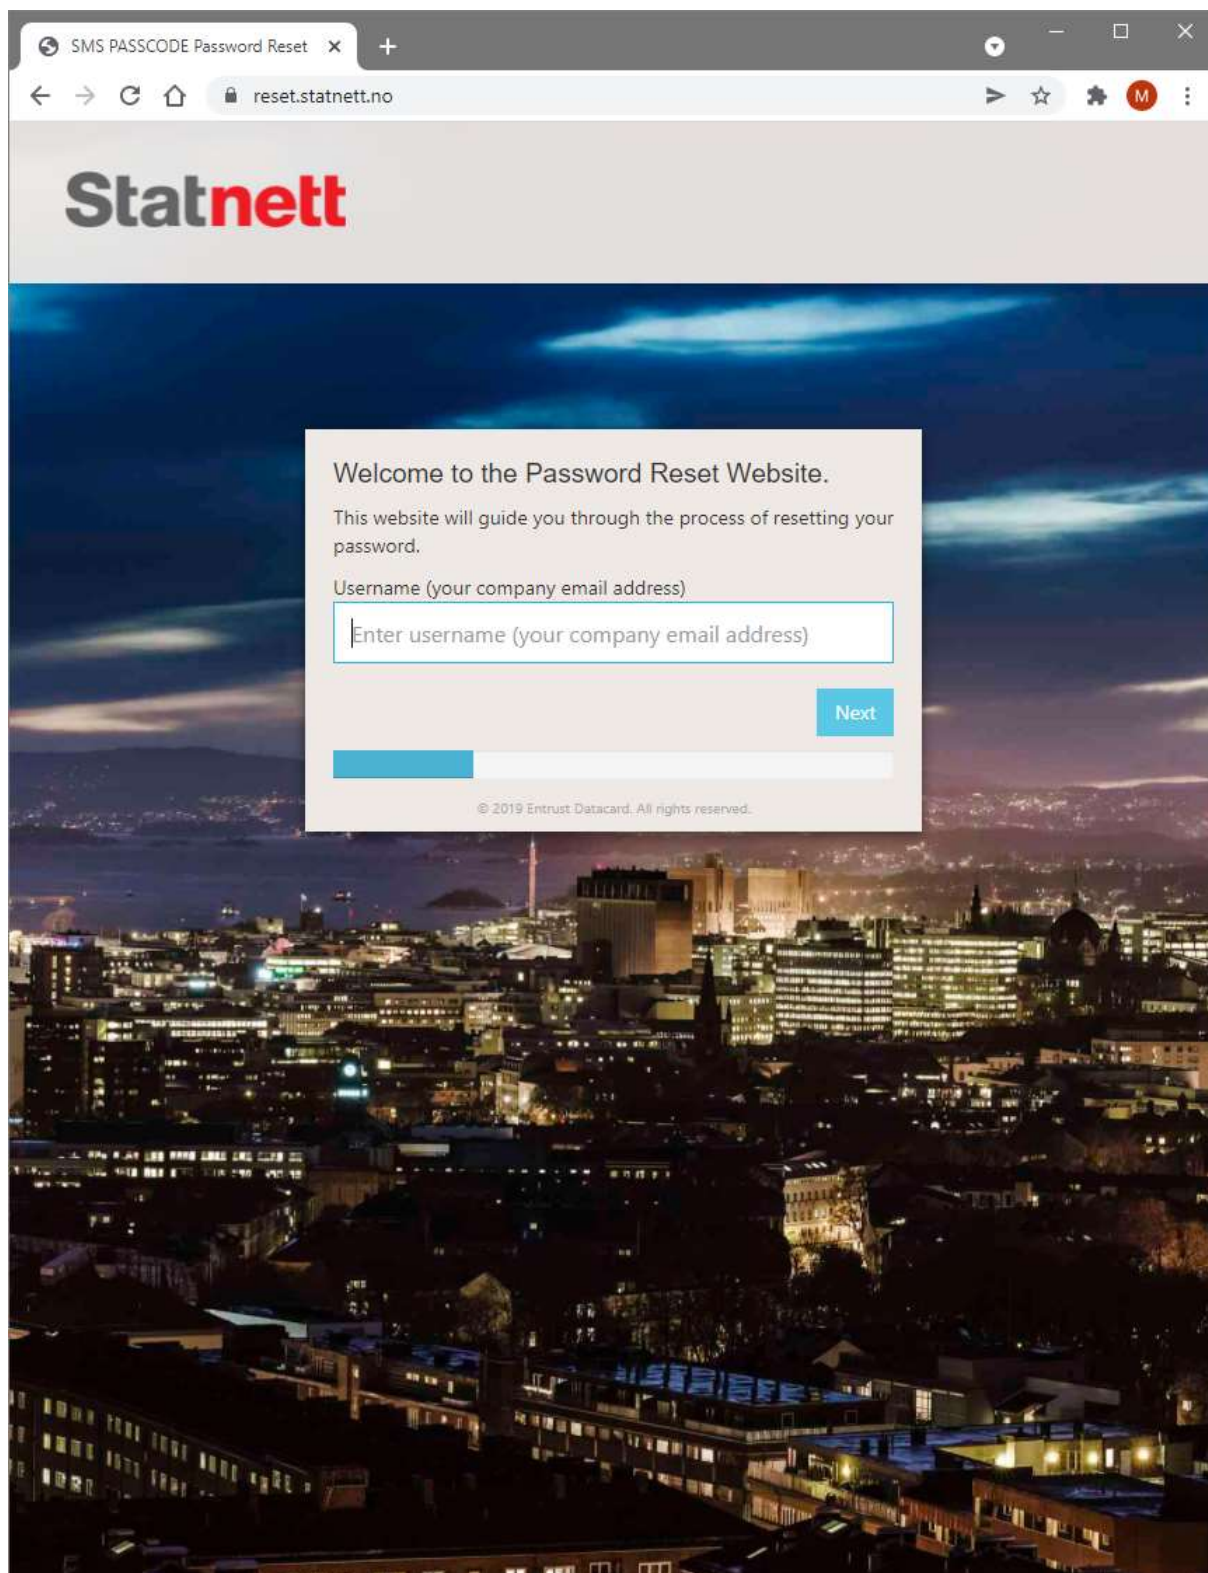 SMS PASSCODE Password Reset
reset.statnett.no
M
Statnett
Welcome to the Password Reset Website.
This website will guide you through the process of resetting your
password.
Username (your company email address)
Enter username (your company email address)
Next
© 2019 Entrust Datacard. All rights reserved.